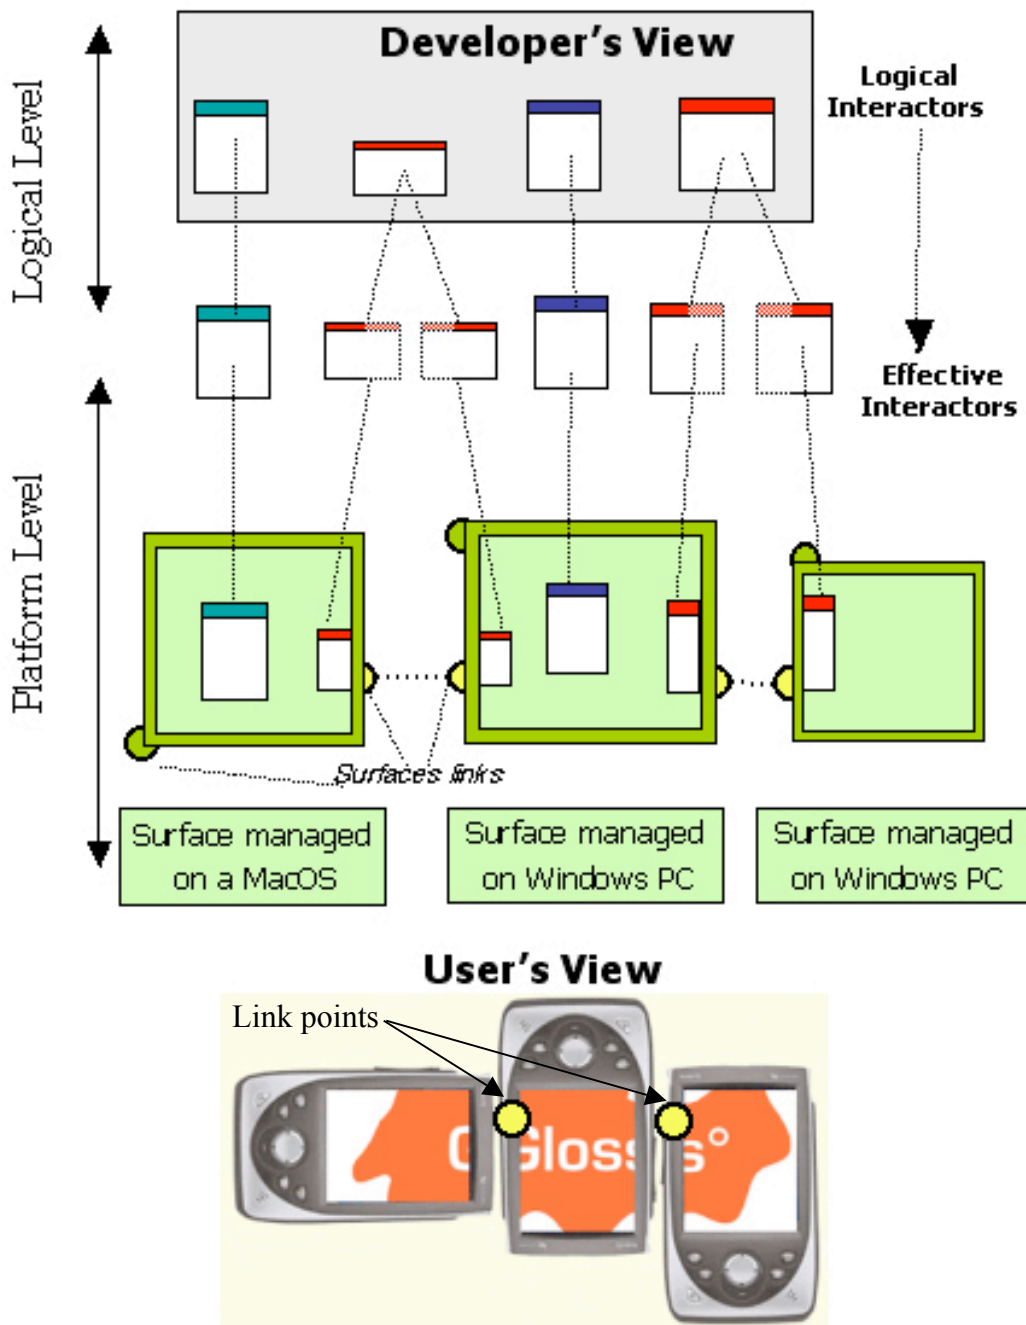 Developer's View
Logical
Interactors
Logical Level
Effective
Interactors
Platform Level
Surfaces links
Surface managed
on a MacOS
Surface managed
on Windows PC
Surface managed
on Windows PC
User's View
Link points
G Gloss s°